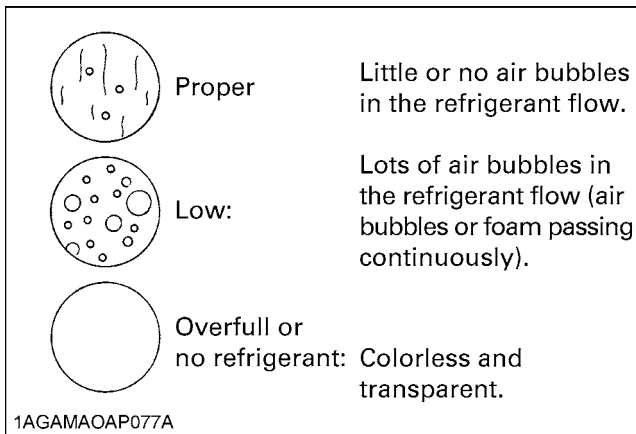 Proper
Little or no air bubbles
in the refrigerant flow.
Low:
Lots of air bubbles in
the refrigerant flow (air
bubbles or foam passing
continuously).
Overfull or
no refrigerant: Colorless and
transparent.
1AGAMAOAP077A